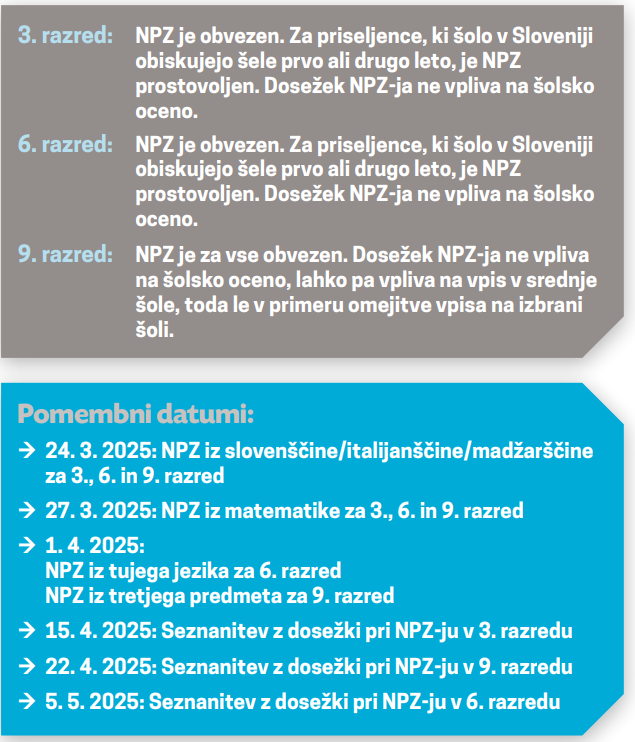 3. razred: NPZ je obvezen. Za priseljence, ki šolo v Sloveniji
obiskujejo šele prvo ali drugo leto, je NPZ
prostovoljen. Dosežek NPZ-ja ne vpliva na šolsko
oceno.
6. razred: NPZ je obvezen. Za priseljence, ki šolo v Sloveniji
obiskujejo šele prvo ali drugo leto, je NPZ
prostovoljen. Dosežek NPZ-ja ne vpliva na šolsko
oceno.
9. razred: NPZ je za vse obvezen. Dosežek NPZ-ja ne vpliva
na šolsko oceno, lahko pa vpliva na vpis v srednje
šole, toda le v primeru omejitve vpisa na izbrani
šoli.
Pomembni datumi:
→ 24. 3. 2025: NPZ iz slovenščine/italijanščine/madžarščine
za 3., 6. in 9. razred
→ 27. 3. 2025: NPZ iz matematike za 3., 6. in 9. razred
→ 1. 4. 2025:
NPZ iz tujega jezika za 6. razred
NPZ iz tretjega predmeta za 9. razred
→ 15. 4. 2025: Seznanitev z dosežki pri NPZ-ju v 3. razredu
→ 22. 4. 2025: Seznanitev z dosežki pri NPZ-ju v 9. razredu
→ 5. 5. 2025: Seznanitev z dosežki pri NPZ-ju v 6. razredu